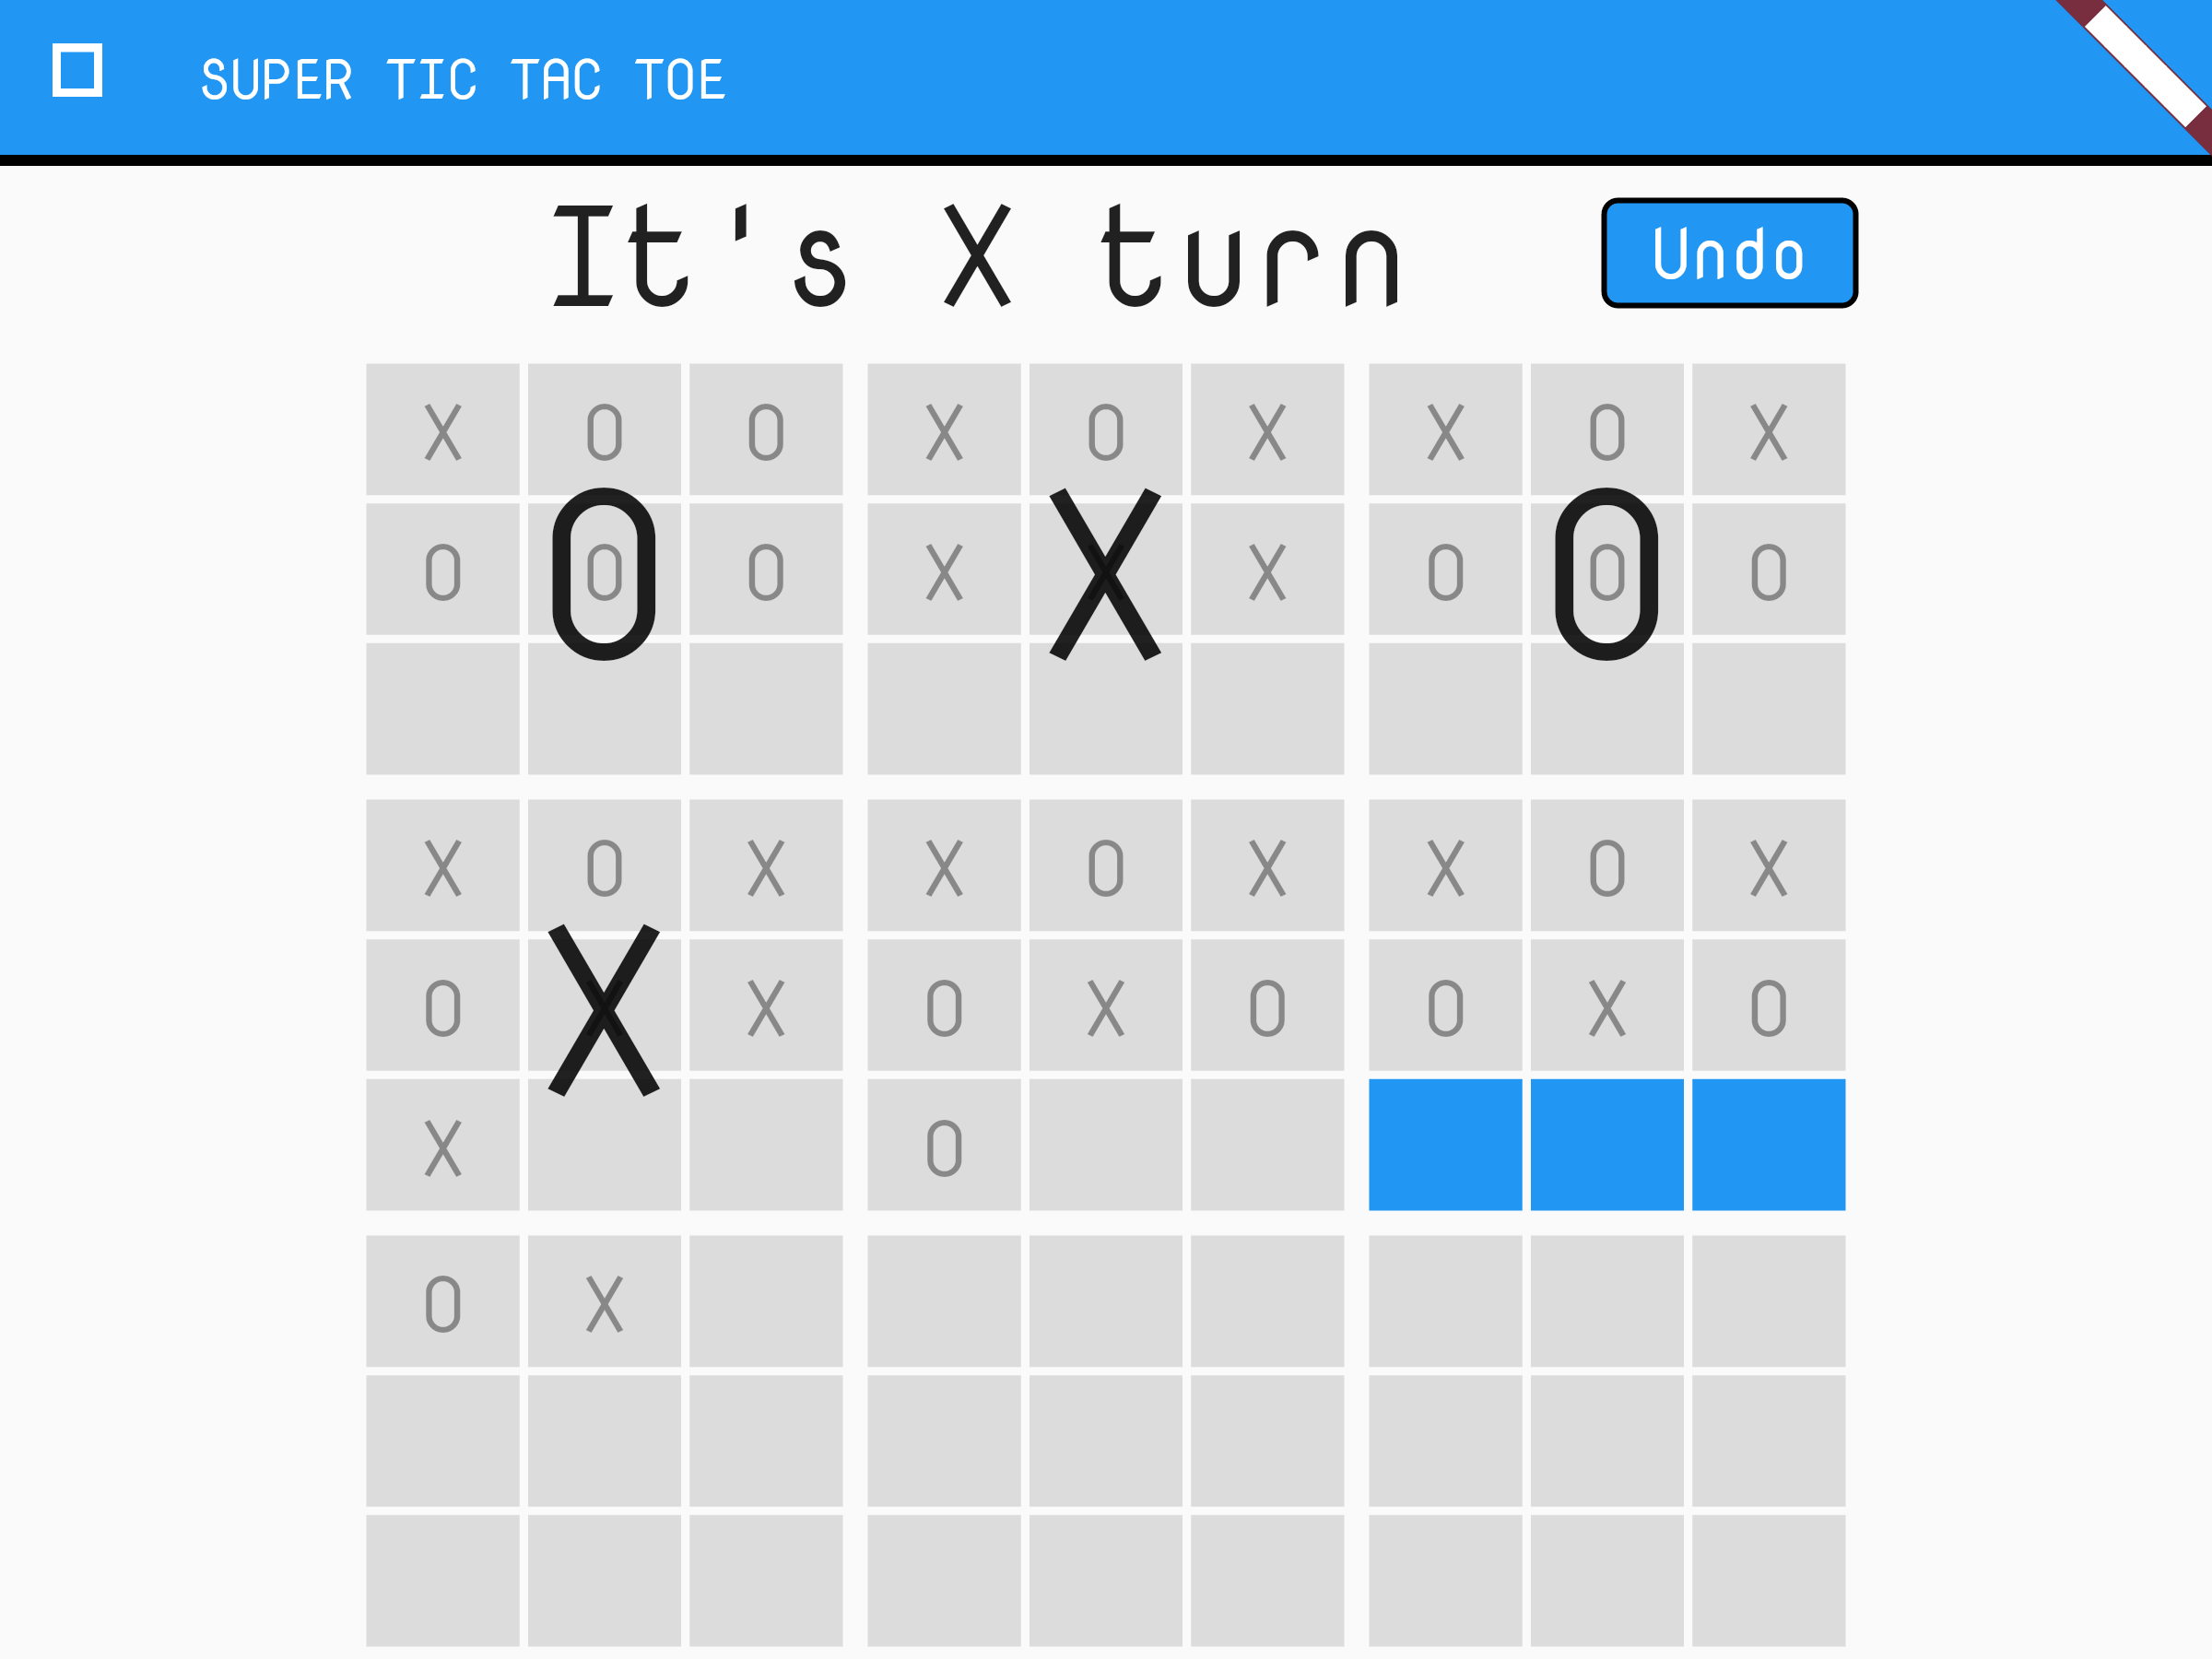 SUPER TIC TAC TOE
It's X turn
Undo
X O O X O X X O X
O X O
O O O X X X O O O
X O X X O X X O X
X
O X X O X O O X O
X O
O X